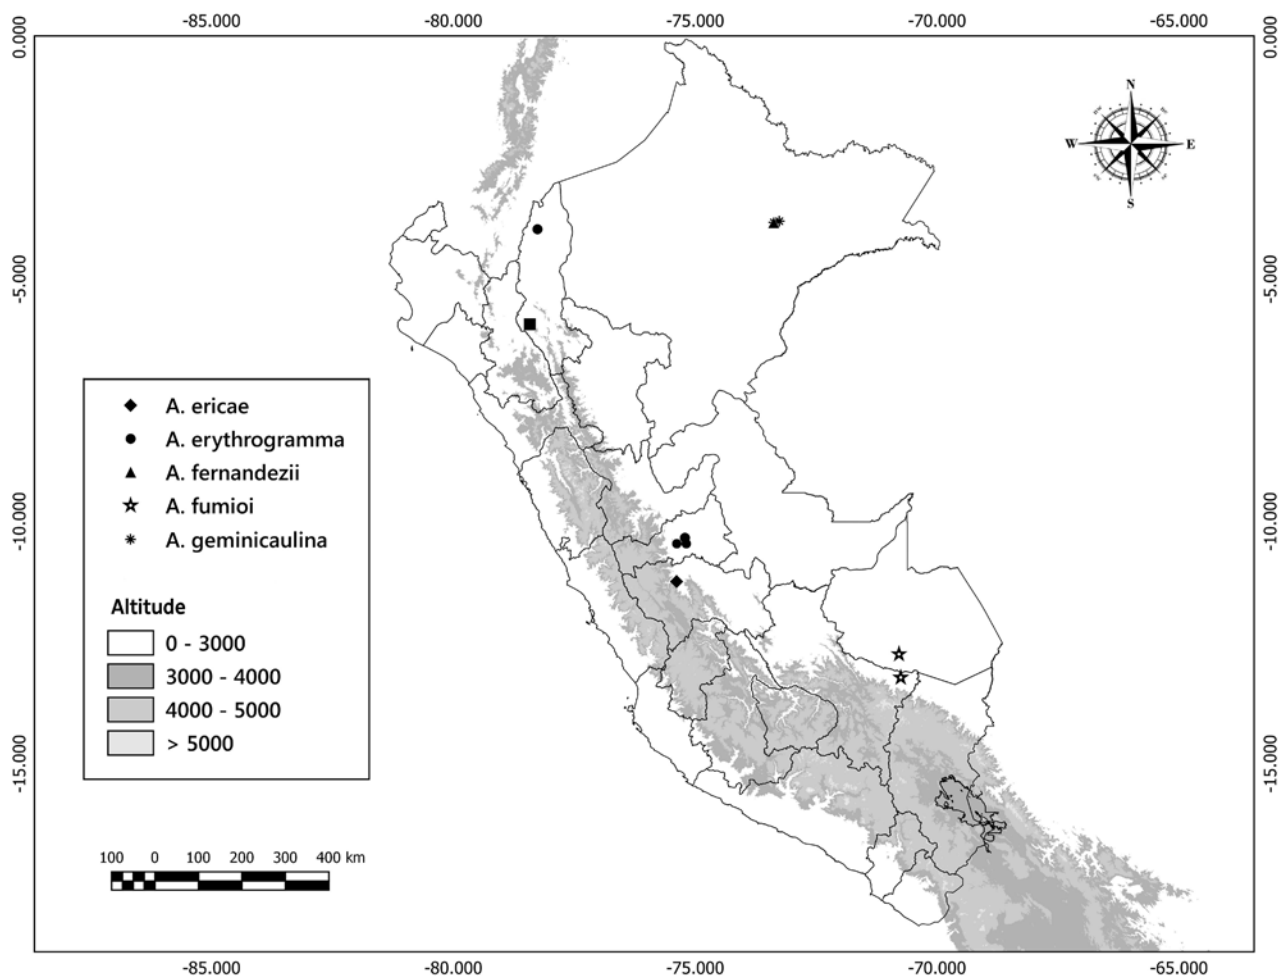 -85.000 -80.000 -75.000 -70.000 -65.000
0.000 0.000
N
W E
S
-5.000 -5.000
A. ericae
A. erythrogramma
A. fernandezii
A. fumioi
A. geminicaulina
-10.000 -10.000
Altitude
0 - 3000
3000 - 4000
4000 - 5000
> 5000
-15.000 -15.000
100 0 100 200 300 400 km
-85.000 -80.000 -75.000 -70.000 -65.000